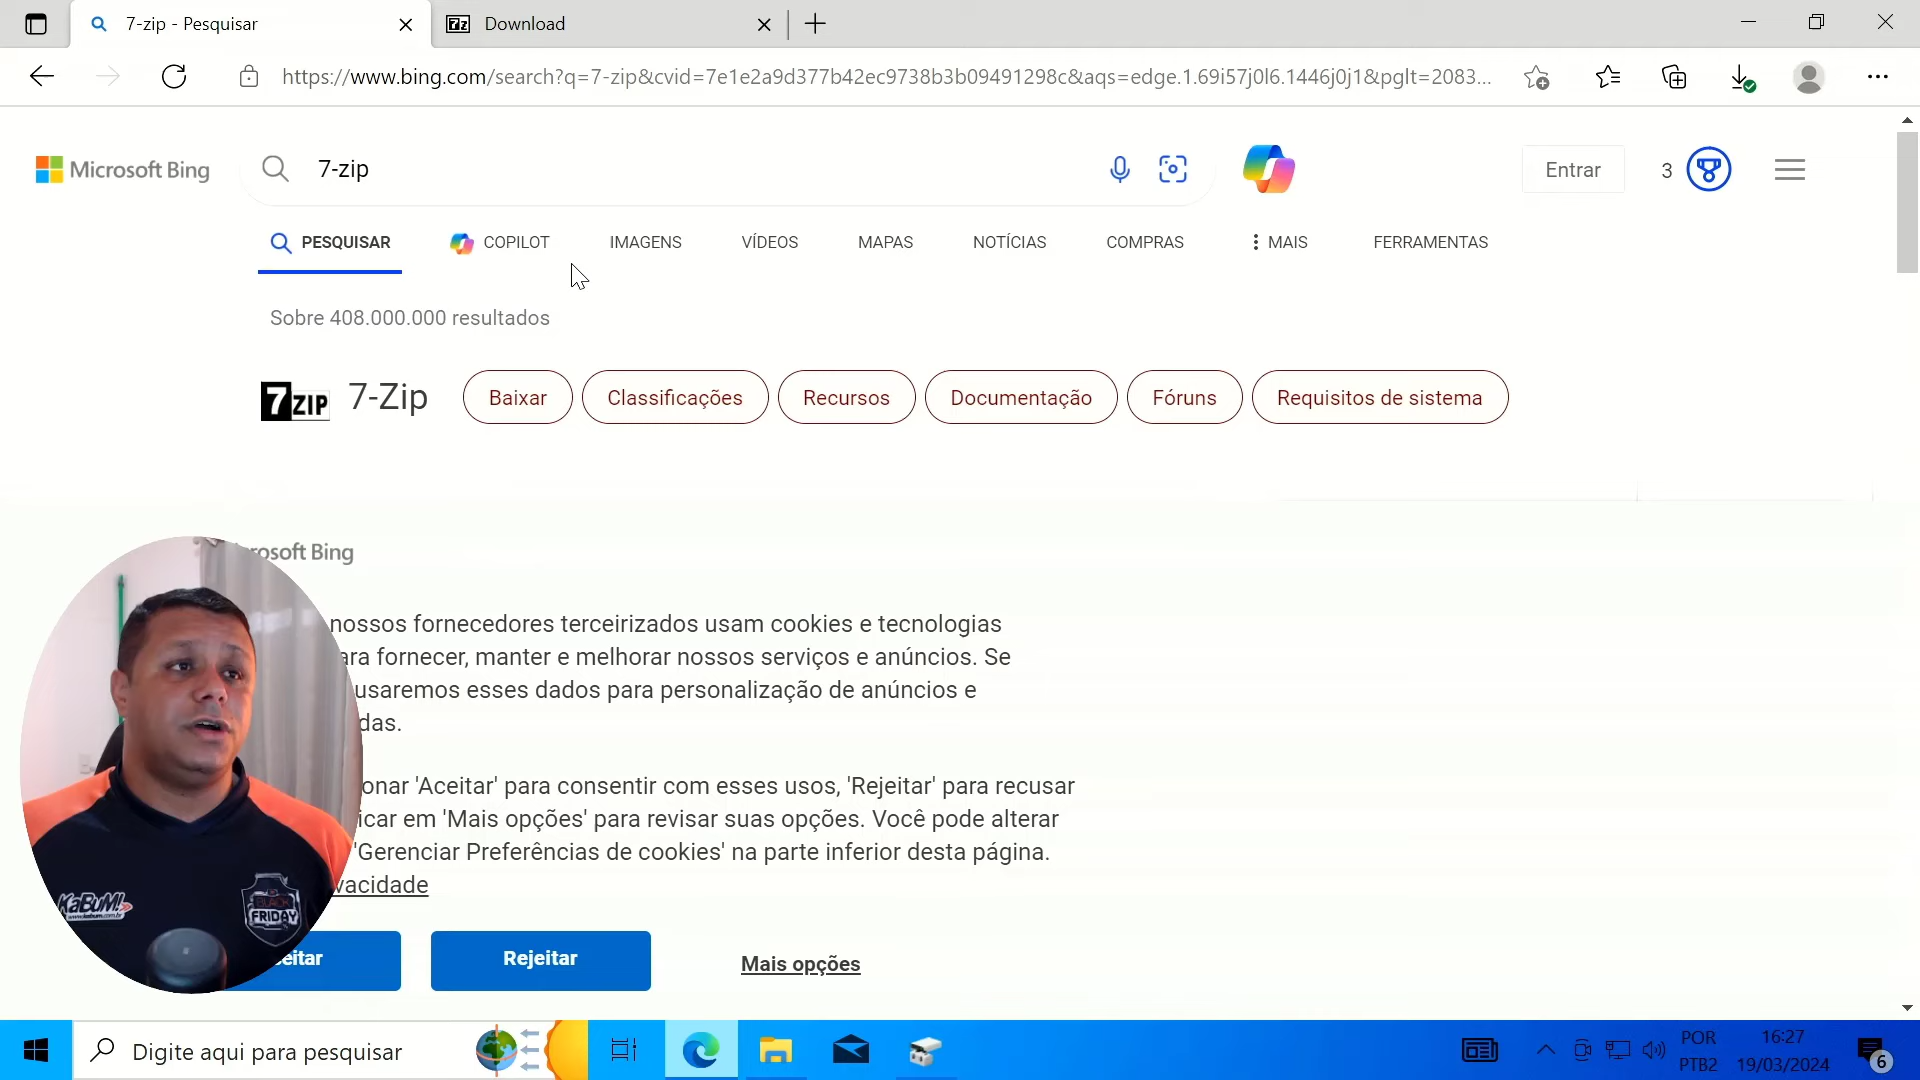 7-zip - Pesquisar
Download
https://www.bing.com/search?q=7-zip&cvid=7e1e2a9d377b42ec9738b3b09491298c&aqs=edge.1.69i57j0l6.1446j0j1&pglt=2083...
Microsoft Bing
7-zip
Entrar
3
PESQUISAR
COPILOT
IMAGENS
VÍDEOS
MAPAS
NOTÍCIAS
COMPRAS
MAIS
FERRAMENTAS
Sobre 408.000.000 resultados
7ZIP
7-Zip
Baixar
Classificações
Recursos
Documentação
Fóruns
Requisitos de sistema
rosoft Bing
nossos fornecedores terceirizados usam cookies e tecnologias
ara fornecer, manter e melhorar nossos serviços e anúncios. Se
usaremos esses dados para personalização de anúncios e
das.
onar 'Aceitar' para consentir com esses usos, 'Rejeitar' para recusar
icar em 'Mais opções' para revisar suas opções. Você pode alterar
'Gerenciar Preferências de cookies' na parte inferior desta página.
vacidade
eitar
Rejeitar
Mais opções
KaBuM!
www.kabum.com.br
BLACK
FRIDAY
Digite aqui para pesquisar
POR
PTB2
16:27
19/03/2024
6